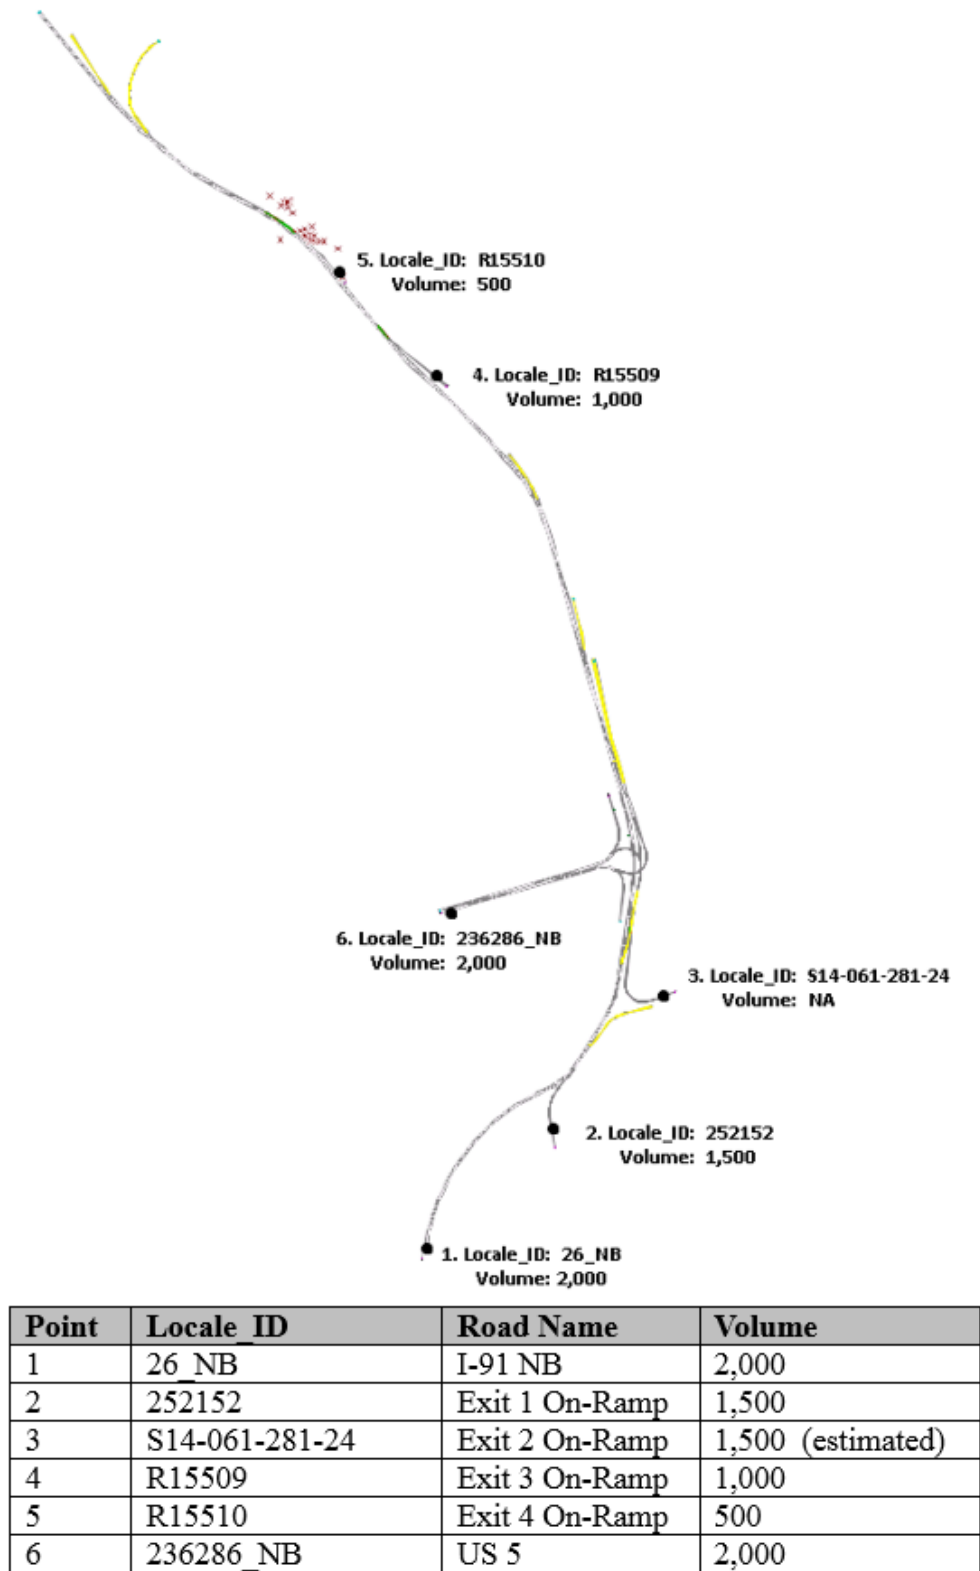 5. Locale_ID: R15510
Volume: 500
4. Locale_ID: R15509
Volume: 1,000
6. Locale_ID: 236286_NB
Volume: 2,000
3. Locale_ID: S14-061-281-24
Volume: NA
2. Locale_ID: 252152
Volume: 1,500
1. Locale_ID: 26_NB
Volume: 2,000
Point Locale_ID Road Name Volume
1 26_NB I-91 NB 2,000
2 252152 Exit 1 On-Ramp 1,500
3 S14-061-281-24 Exit 2 On-Ramp 1,500 (estimated)
4 R15509 Exit 3 On-Ramp 1,000
5 R15510 Exit 4 On-Ramp 500
6 236286_NB US 5 2,000